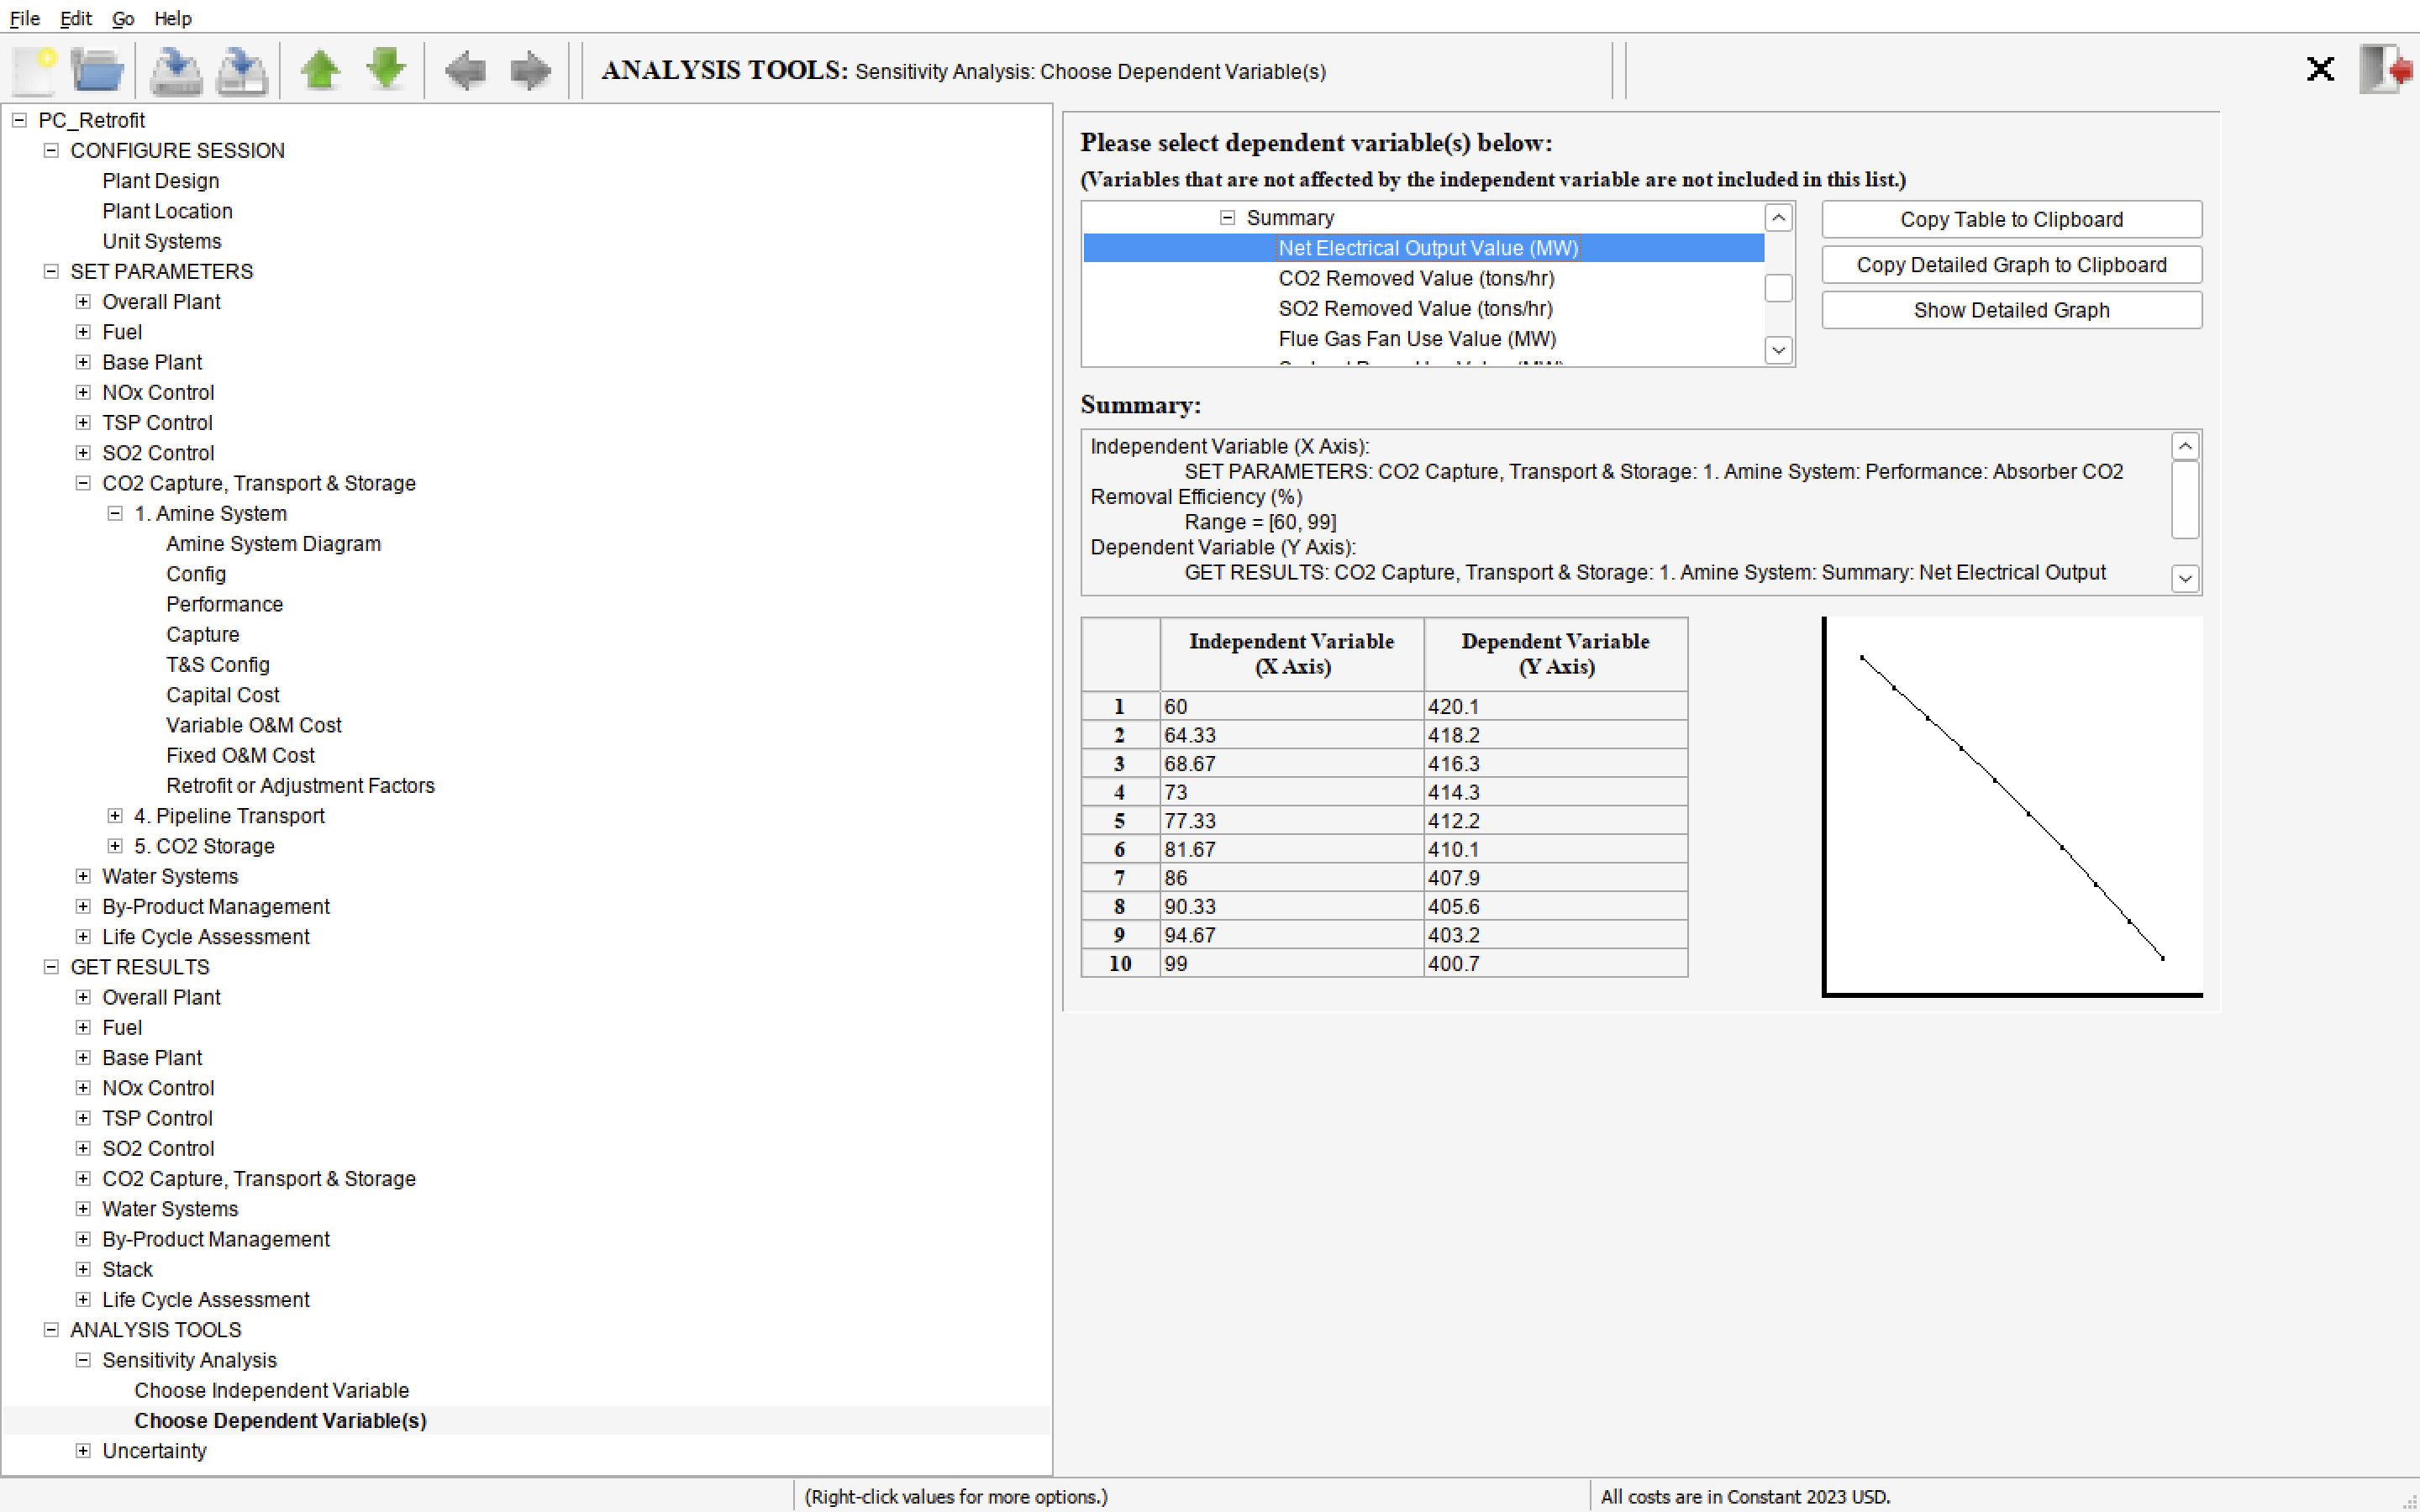 File Edit Go Help
ANALYSIS TOOLS: Sensitivity Analysis: Choose Dependent Variable(s)
PC_Retrofit
CONFIGURE SESSION
Plant Design
Plant Location
Unit Systems
SET PARAMETERS
Overall Plant
Fuel
Base Plant
NOx Control
TSP Control
SO2 Control
CO2 Capture, Transport & Storage
1. Amine System
Amine System Diagram
Config
Performance
Capture
T&S Config
Capital Cost
Variable O&M Cost
Fixed O&M Cost
Retrofit or Adjustment Factors
4. Pipeline Transport
5. CO2 Storage
Water Systems
By-Product Management
Life Cycle Assessment
GET RESULTS
Overall Plant
Fuel
Base Plant
NOx Control
TSP Control
SO2 Control
CO2 Capture, Transport & Storage
Water Systems
By-Product Management
Stack
Life Cycle Assessment
ANALYSIS TOOLS
Sensitivity Analysis
Choose Independent Variable
Choose Dependent Variable(s)
Uncertainty
Please select dependent variable(s) below:
(Variables that are not affected by the independent variable are not included in this list.)
Summary
Net Electrical Output Value (MW)
CO2 Removed Value (tons/hr)
SO2 Removed Value (tons/hr)
Flue Gas Fan Use Value (MW)
Copy Table to Clipboard
Copy Detailed Graph to Clipboard
Show Detailed Graph
Summary:
Independent Variable (X Axis):
SET PARAMETERS: CO2 Capture, Transport & Storage: 1. Amine System: Performance: Absorber CO2
Removal Efficiency (%)
Range = [60, 99]
Dependent Variable (Y Axis):
GET RESULTS: CO2 Capture, Transport & Storage: 1. Amine System: Summary: Net Electrical Output
Independent Variable (X Axis) Dependent Variable (Y Axis)
1 60 420.1
2 64.33 418.2
3 68.67 416.3
4 73 414.3
5 77.33 412.2
6 81.67 410.1
7 86 407.9
8 90.33 405.6
9 94.67 403.2
10 99 400.7
(Right-click values for more options.)
All costs are in Constant 2023 USD.